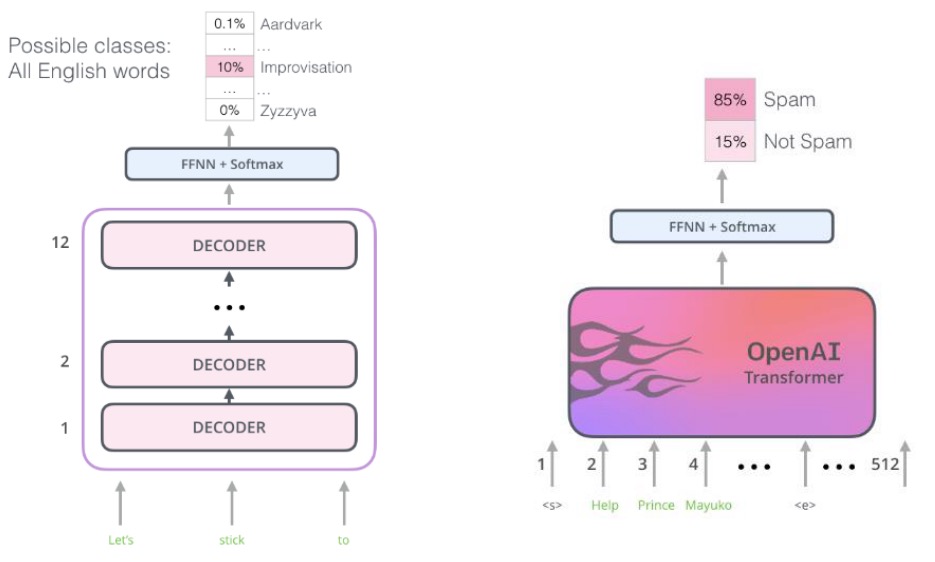 Possible classes:
All English words
0.1% Aardvark
... ...
10% Improvisation
... ...
0% Zyzzyva
FFNN + Softmax
12 DECODER
...
2 DECODER
1 DECODER
Let's stick to
85% Spam
15% Not Spam
FFNN + Softmax
OpenAI
Transformer
1 2 3 4 ... ... 512
<s> Help Prince Mayuko <e>